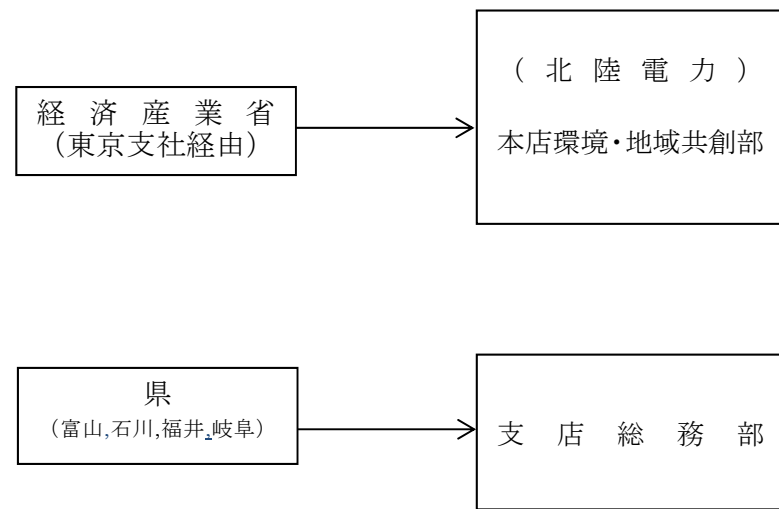 経済産業省
(東京支社経由)
(北陸電力)
本店環境・地域共創部
県
(富山,石川,福井,岐阜)
支店総務部